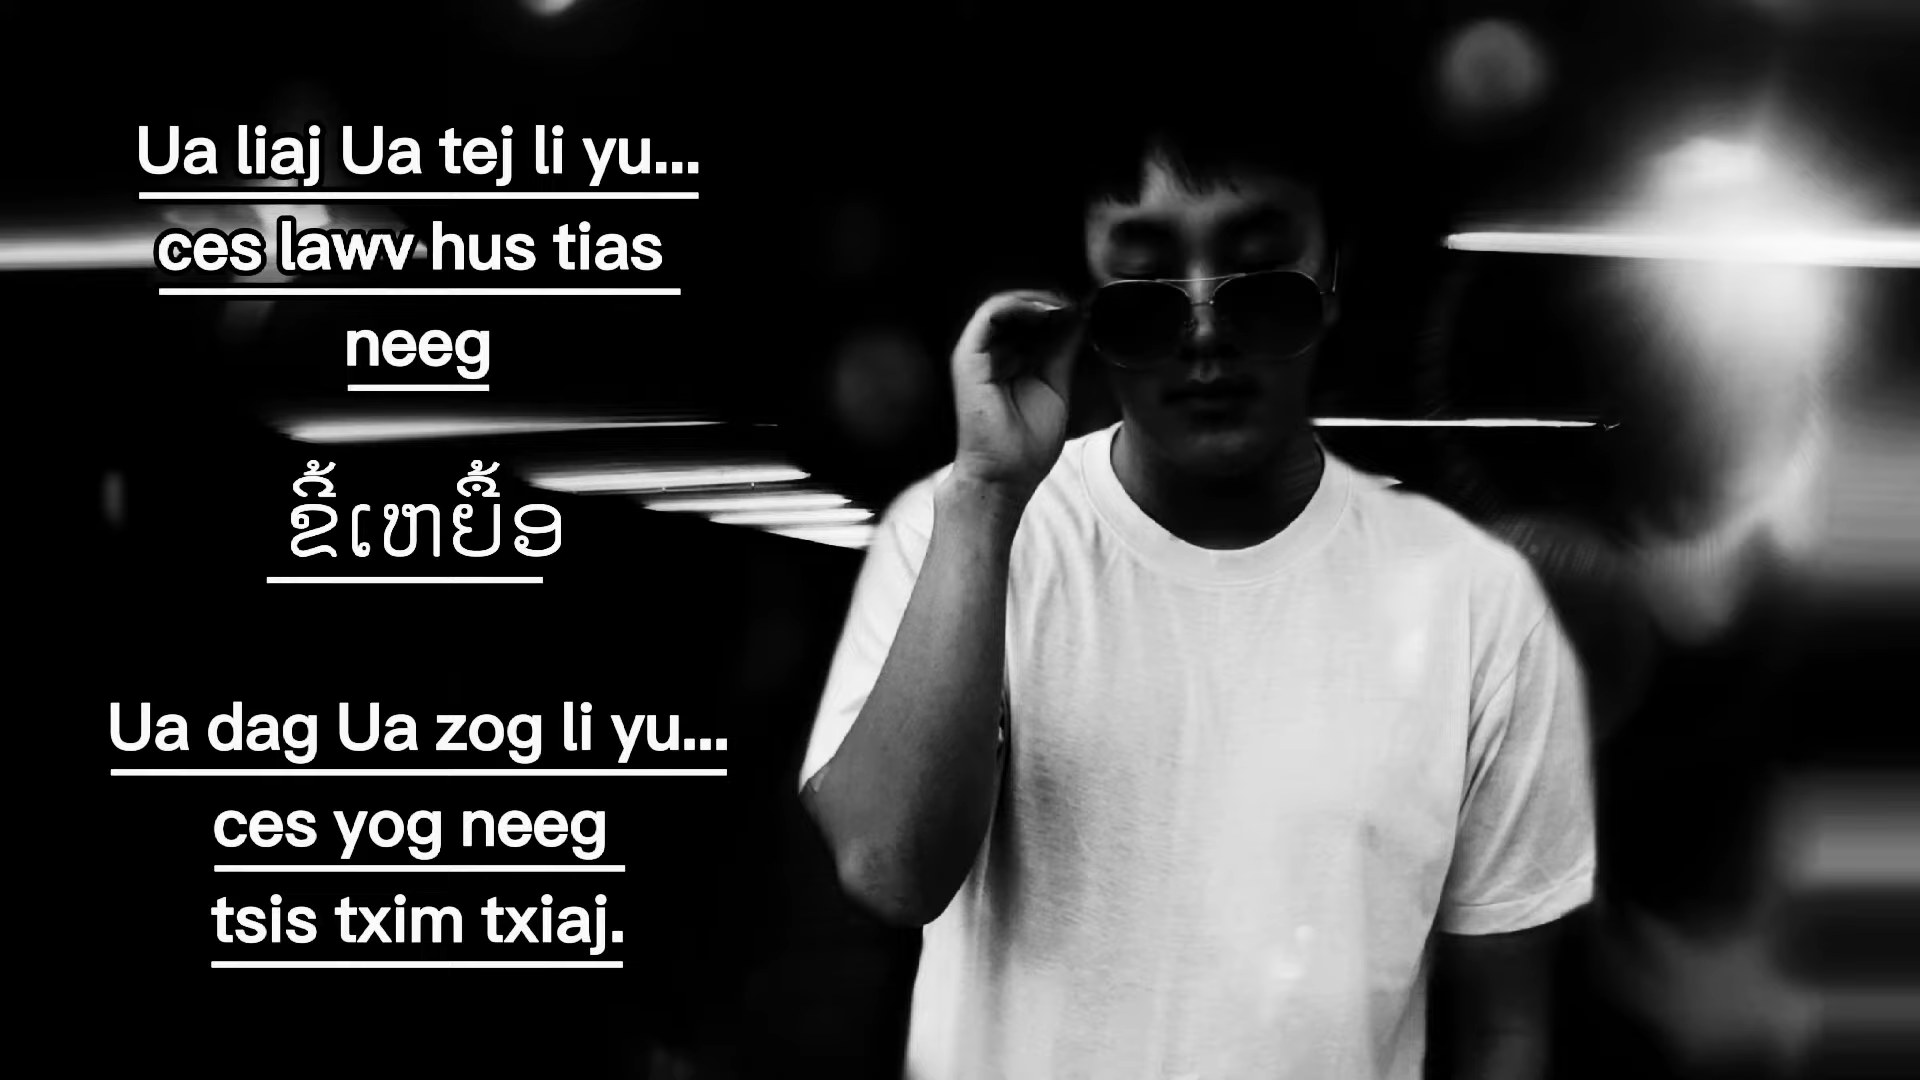 Ua liaj Ua tej li yu...
ces lawv hus tias
neeg
ຂີ້ເຫຍື້ອ
Ua dag Ua zog li yu...
ces yog neeg
tsis txim txiaj.